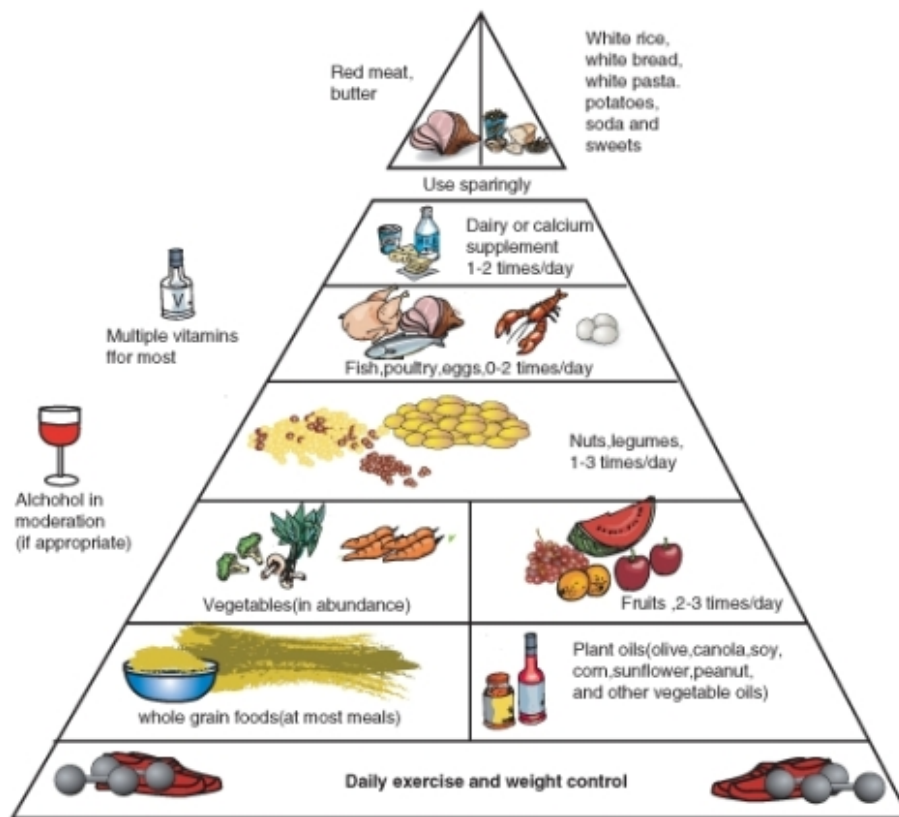 Red meat,
butter
White rice,
white bread,
white pasta.
potatoes,
soda and
sweets
Use sparingly
Dairy or calcium
supplement
1-2 times/day
V
Multiple vitamins
ffor most
Fish,poultry,eggs,0-2 times/day
Nuts,legumes,
1-3 times/day
Alchohol in
moderation
(if appropriate)
Vegetables(in abundance)
Fruits ,2-3 times/day
whole grain foods(at most meals)
Plant oils(olive,canola,soy,
corn,sunflower,peanut,
and other vegetable oils)
Daily exercise and weight control